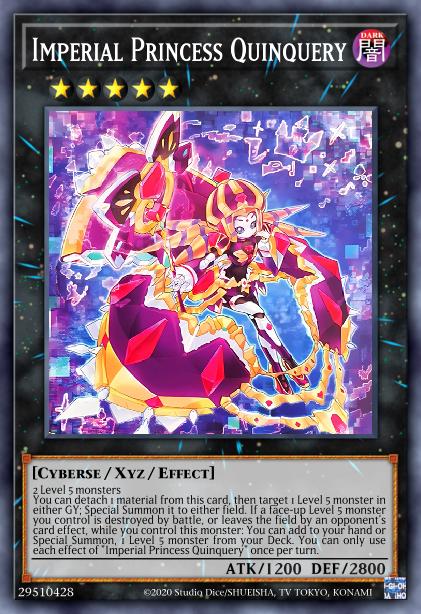 IMPERIAL PRINCESS QUINQUERY
DARK
闇
[CYBERSE / XYZ / EFFECT]
2 Level 5 monsters
You can detach 1 material from this card, then target 1 Level 5 monster in
either GY; Special Summon it to either field. If a face-up Level 5 monster
you control is destroyed by battle, or leaves the field by an opponent's
card effect, while you control this monster: You can add to your hand or
Special Summon, 1 Level 5 monster from your Deck. You can only use
each effect of "Imperial Princess Quinquery" once per turn.
ATK/1200 DEF/2800
29510428
©2020 Studio Dice/SHUEISHA, TV TOKYO, KONAMI